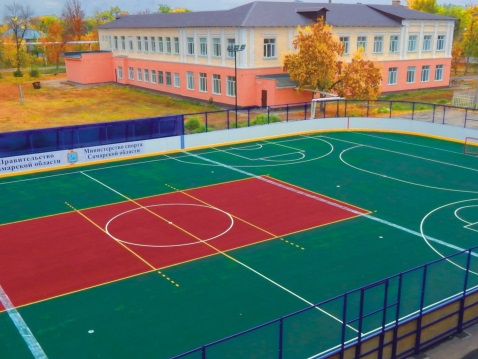 Правительство
Самарской области
Министерство спорта
Самарской области